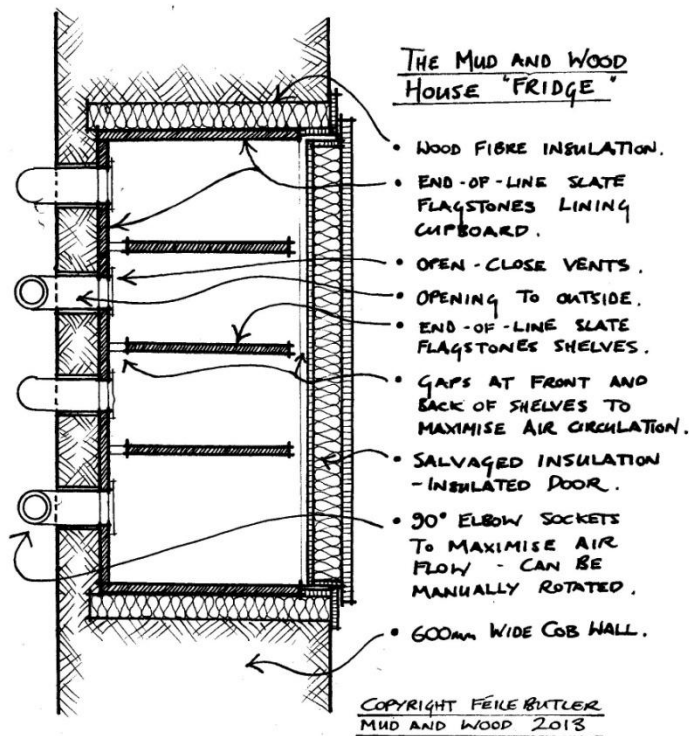 THE MUD AND WOOD
HOUSE "FRIDGE"
• WOOD FIBRE INSULATION.
• END-OF-LINE SLATE
FLAGSTONES LINING
CUPBOARD.
• OPEN-CLOSE VENTS.
• OPENING TO OUTSIDE.
• END-OF-LINE SLATE
FLAGSTONES SHELVES.
• GAPS AT FRONT AND
BACK OF SHELVES TO
MAXIMISE AIR CIRCULATION.
• SALVAGED INSULATION
- INSULATED DOOR.
• 90° ELBOW SOCKETS
TO MAXIMISE AIR
FLOW - CAN BE
MANUALLY ROTATED.
• 600mm WIDE COB WALL.
COPYRIGHT FÉILE BUTLER
MUD AND WOOD 2013